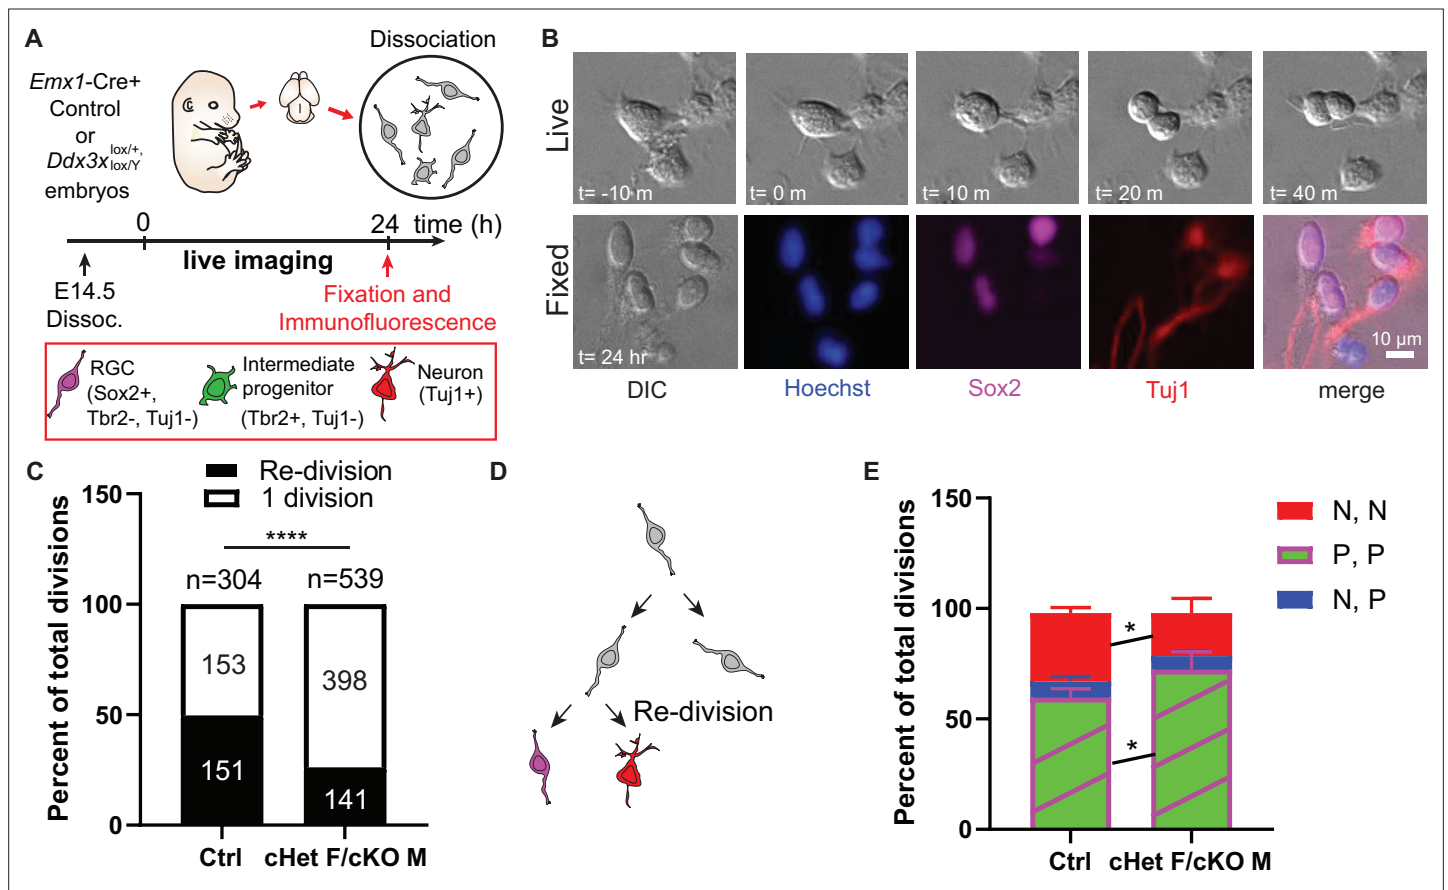 A
Emx1-Cre+
Control
or
Ddx3x lox/+, lox/Y
embryos
Dissociation
0
24 time (h)
live imaging
E14.5
Dissoc.
Fixation and
Immunofluorescence
RGC
(Sox2+,
Tbr2-, Tuj1-)
Intermediate
progenitor
(Tbr2+, Tuj1-)
Neuron
(Tuj1+)
B
Live
t= -10 m
t= 0 m
t= 10 m
t= 20 m
t= 40 m
Fixed
t= 24 hr
10 µm
DIC
Hoechst
Sox2
Tuj1
merge
C
Re-division
1 division
Percent of total divisions
150
100
50
0
****
n=304
n=539
153
398
151
141
Ctrl
cHet F/cKO M
D
Re-division
E
Percent of total divisions
150
100
50
0
*
*
N, N
P, P
N, P
Ctrl
cHet F/cKO M